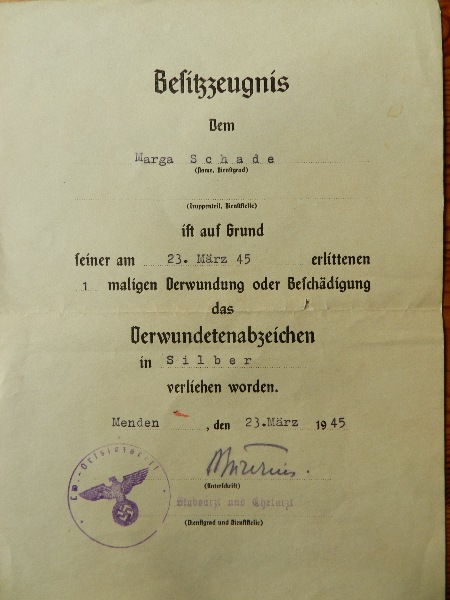 Besitzzeugnis
Dem
Marga Schade
(Name, Dienstgrad)
(Truppenteil, Dienststelle)
ist auf Grund
seiner am 23. März 45 erlittenen
1 maligen Verwundung oder Beschädigung
das
Verwundetenabzeichen
in Silber
verliehen worden.
Menden, den 23.März 1945
(Unterschrift)
Stabsarzt und Chefarzt
(Dienstgrad und Dienststelle)